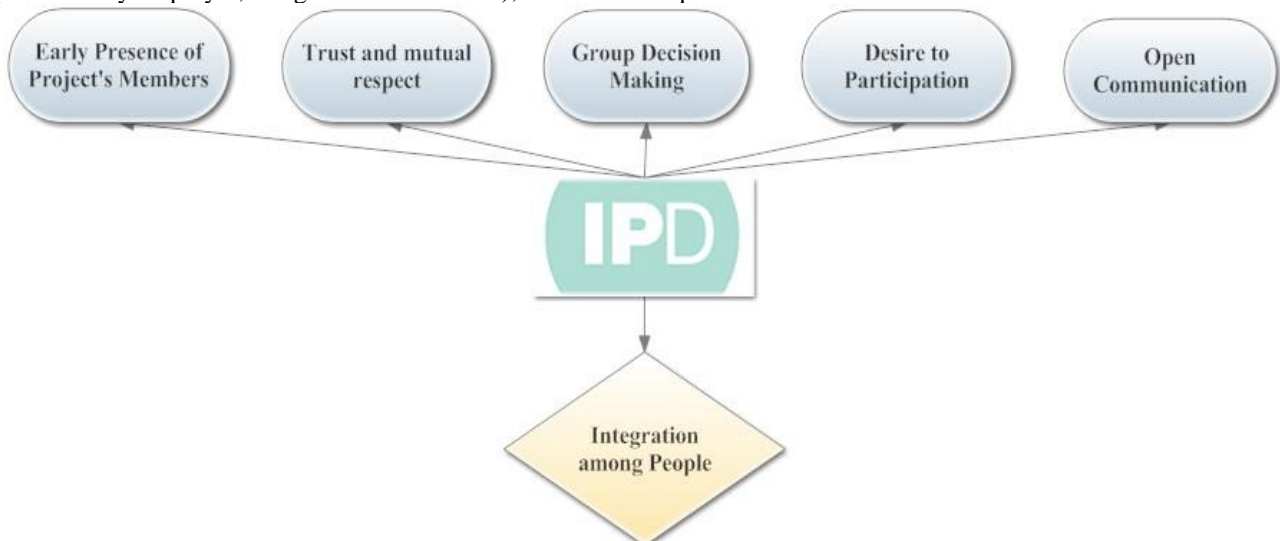 Early Presence of
Project's Members
Trust and mutual
respect
Group Decision
Making
Desire to
Participation
Open
Communication
IPD
Integration
among People